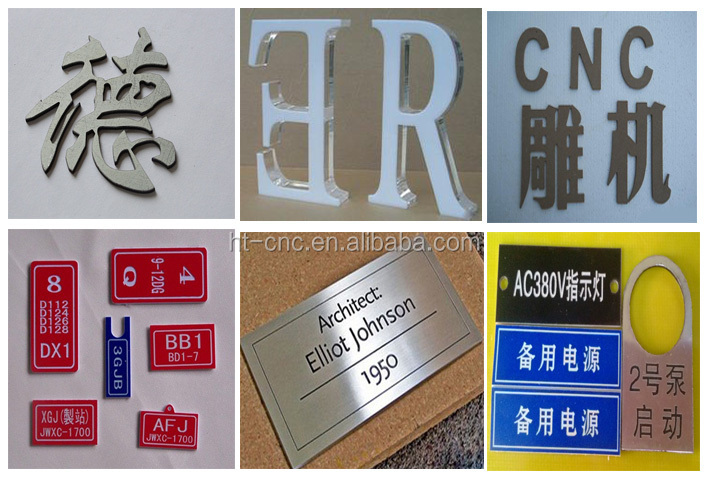 德
ƎR
CNC
雕机
ht-cnc.en.alibaba.com
8
D112
D124
D126
D128
DX1
4
9-12DG
Q
3GJB
BB1
BD1-7
XGJ(製站)
JWXC-1700
AFJ
JWXC-1700
Architect:
Elliot Johnson
1950
AC380V指示灯
备用电源
备用电源
2号泵
启动